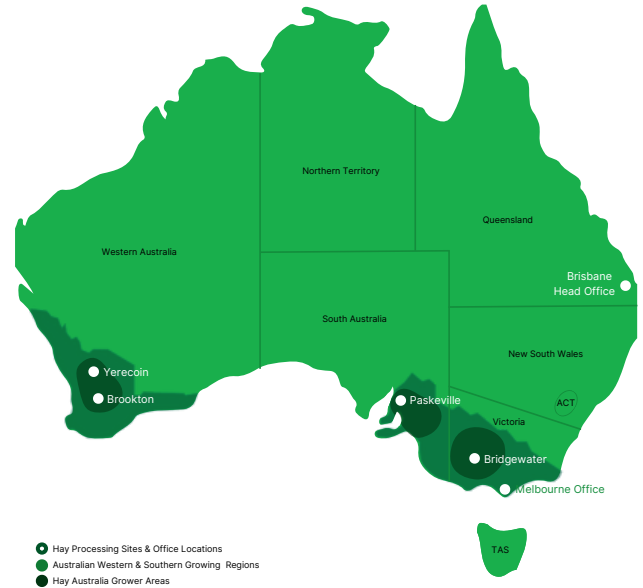 Northern Territory
Queensland
Western Australia
Brisbane
Head Office
South Australia
New South Wales
Yerecoin
Brookton
Paskeville
ACT
Victoria
Bridgewater
Melbourne Office
TAS
Hay Processing Sites & Office Locations
Australian Western & Southern Growing Regions
Hay Australia Grower Areas